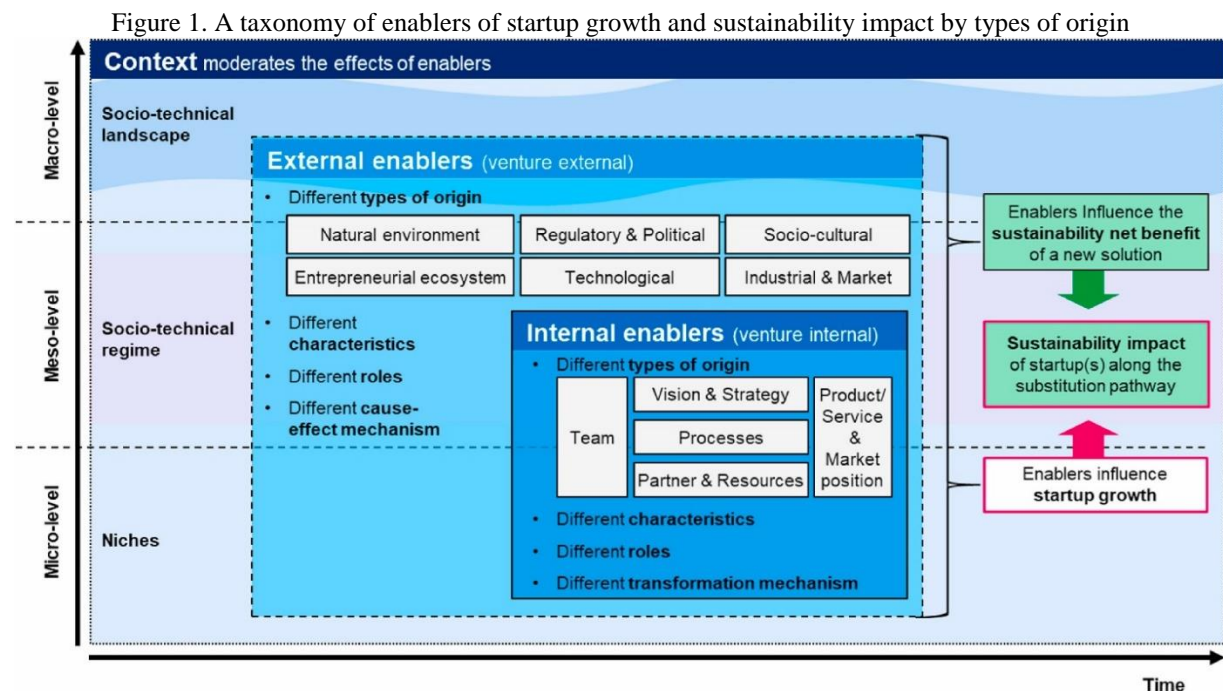 Figure 1. A taxonomy of enablers of startup growth and sustainability impact by types of origin
Context moderates the effects of enablers
Macro-level
Socio-technical
landscape
External enablers (venture external)
• Different types of origin
Natural environment
Regulatory & Political
Socio-cultural
Entrepreneurial ecosystem
Technological
Industrial & Market
Meso-level
Socio-technical
regime
• Different
characteristics
• Different roles
• Different cause-
effect mechanism
Internal enablers (venture internal)
• Different types of origin
Team
Vision & Strategy
Processes
Partner & Resources
Product/
Service
&
Market
position
• Different characteristics
• Different roles
• Different transformation mechanism
Micro-level
Niches
Enablers Influence the
sustainability net benefit
of a new solution
Sustainability impact
of startup(s) along the
substitution pathway
Enablers influence
startup growth
Time